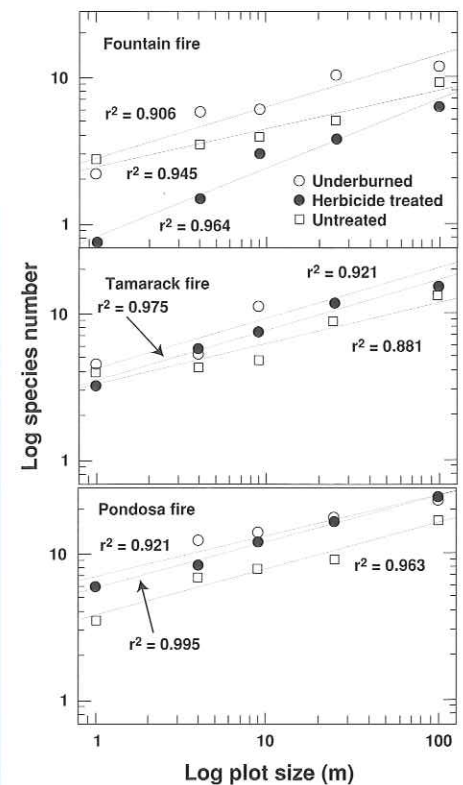 Fountain fire
10
r² = 0.906
r² = 0.945
Underburned
Herbicide treated
Untreated
1
r² = 0.964
Tamarack fire
r² = 0.921
r² = 0.975
10
r² = 0.881
1
Pondosa fire
r² = 0.921
10
r² = 0.963
r² = 0.995
1
1
10
100
Log species number
Log plot size (m)